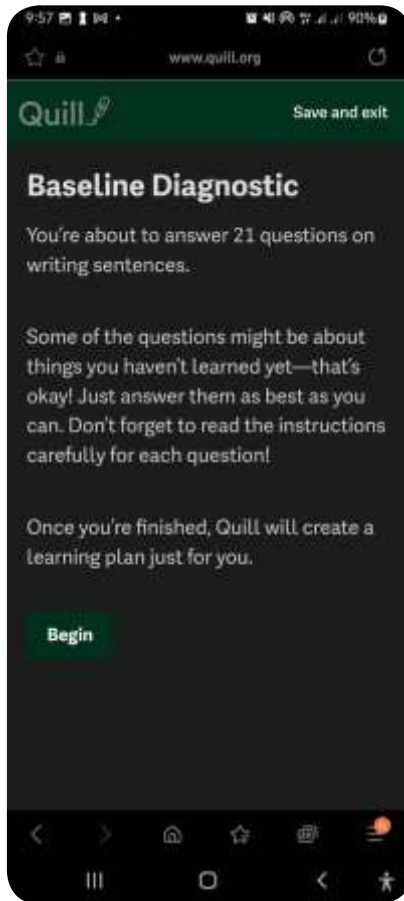 9:57 90%
www.quill.org
Quill Save and exit
Baseline Diagnostic
You're about to answer 21 questions on
writing sentences.
Some of the questions might be about
things you haven't learned yet—that's
okay! Just answer them as best as you
can. Don't forget to read the instructions
carefully for each question!
Once you're finished, Quill will create a
learning plan just for you.
Begin